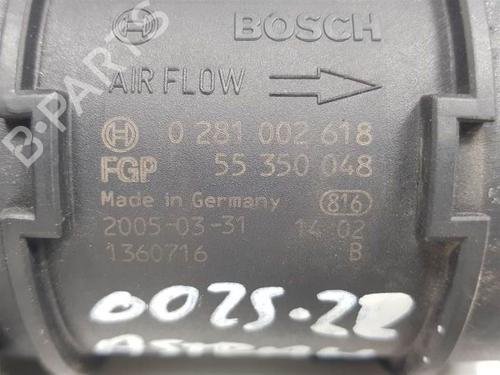 BOSCH
AIR FLOW
0 281 002 618
FGP 55 350 048
Made in Germany 816
2005-03-31 14 02
1360716 B
0025-22
B-PARTS